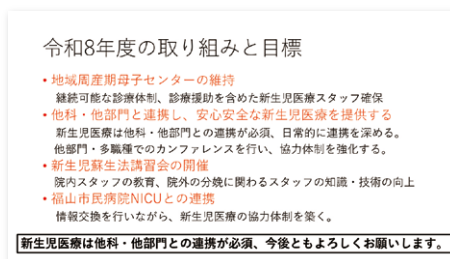 令和8年度の取り組みと目標
• 地域周産期母子センターの維持
継続可能な診療体制、診療援助を含めた新生児医療スタッフ確保
• 他科・他部門と連携し、安心安全な新生児医療を提供する
新生児医療は他科・他部門との連携が必須、日常的に連携を深める。
他部門・多職種でのカンファレンスを行い、協力体制を強化する。
• 新生児蘇生法講習会の開催
院内スタッフの教育、院外の分娩に関わるスタッフの知識・技術の向上
• 福山市民病院NICUとの連携
情報交換を行いながら、新生児医療の協力体制を築く。
新生児医療は他科・他部門との連携が必須、今後ともよろしくお願いします。